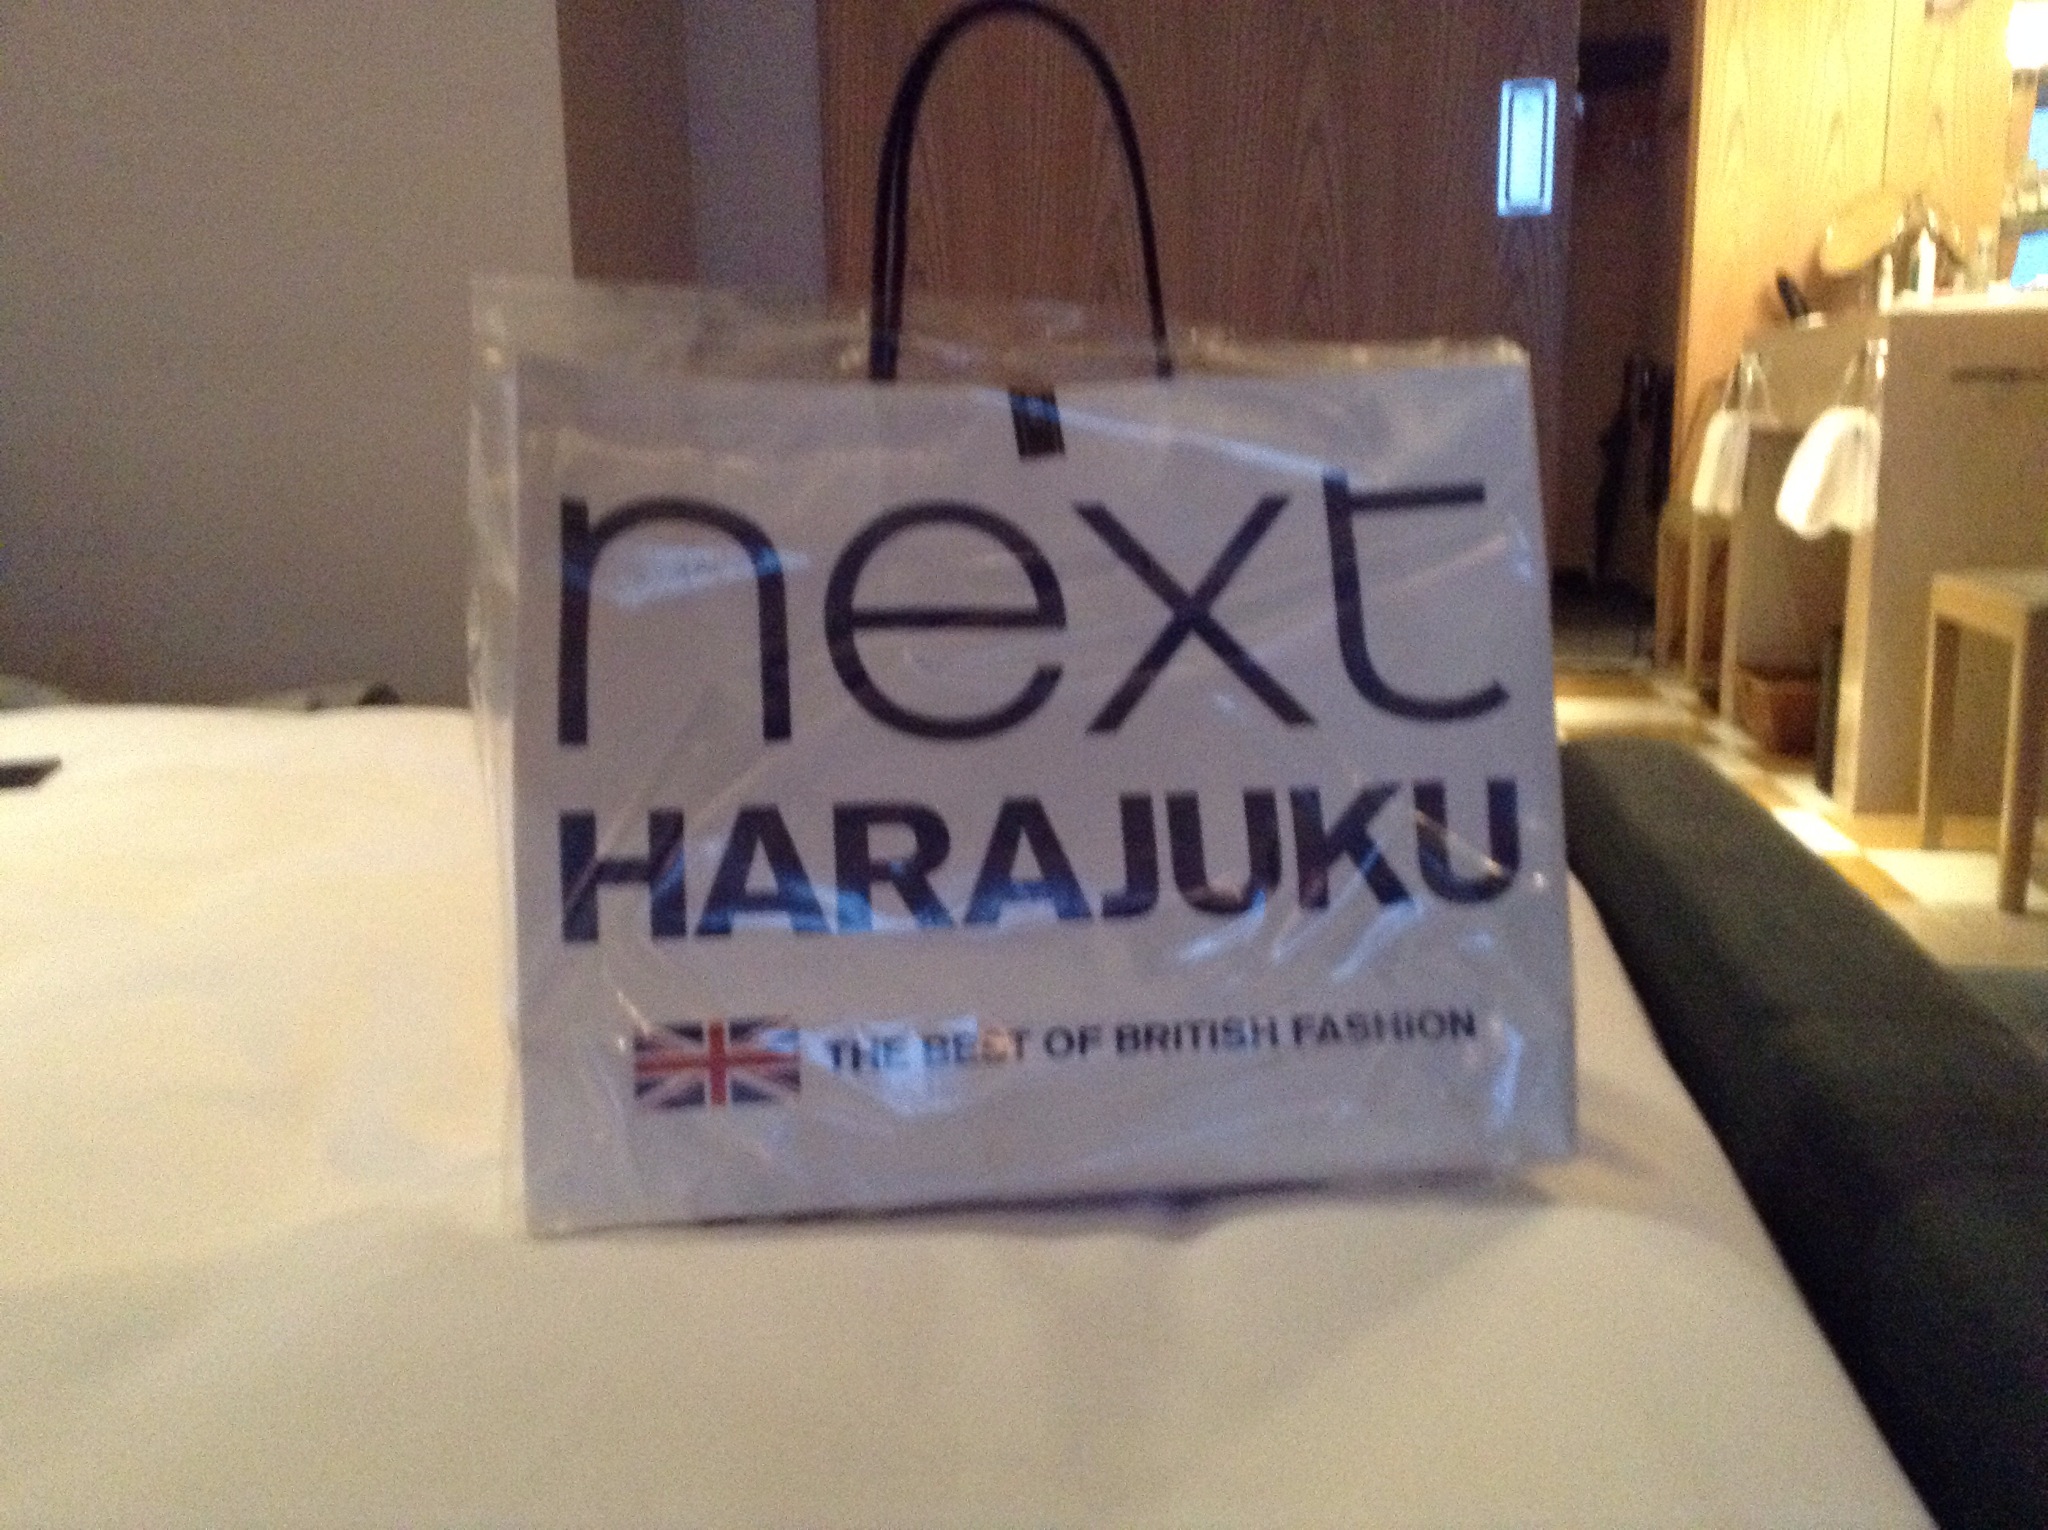 next
HARAJUKU
THE BEST OF BRITISH FASHION